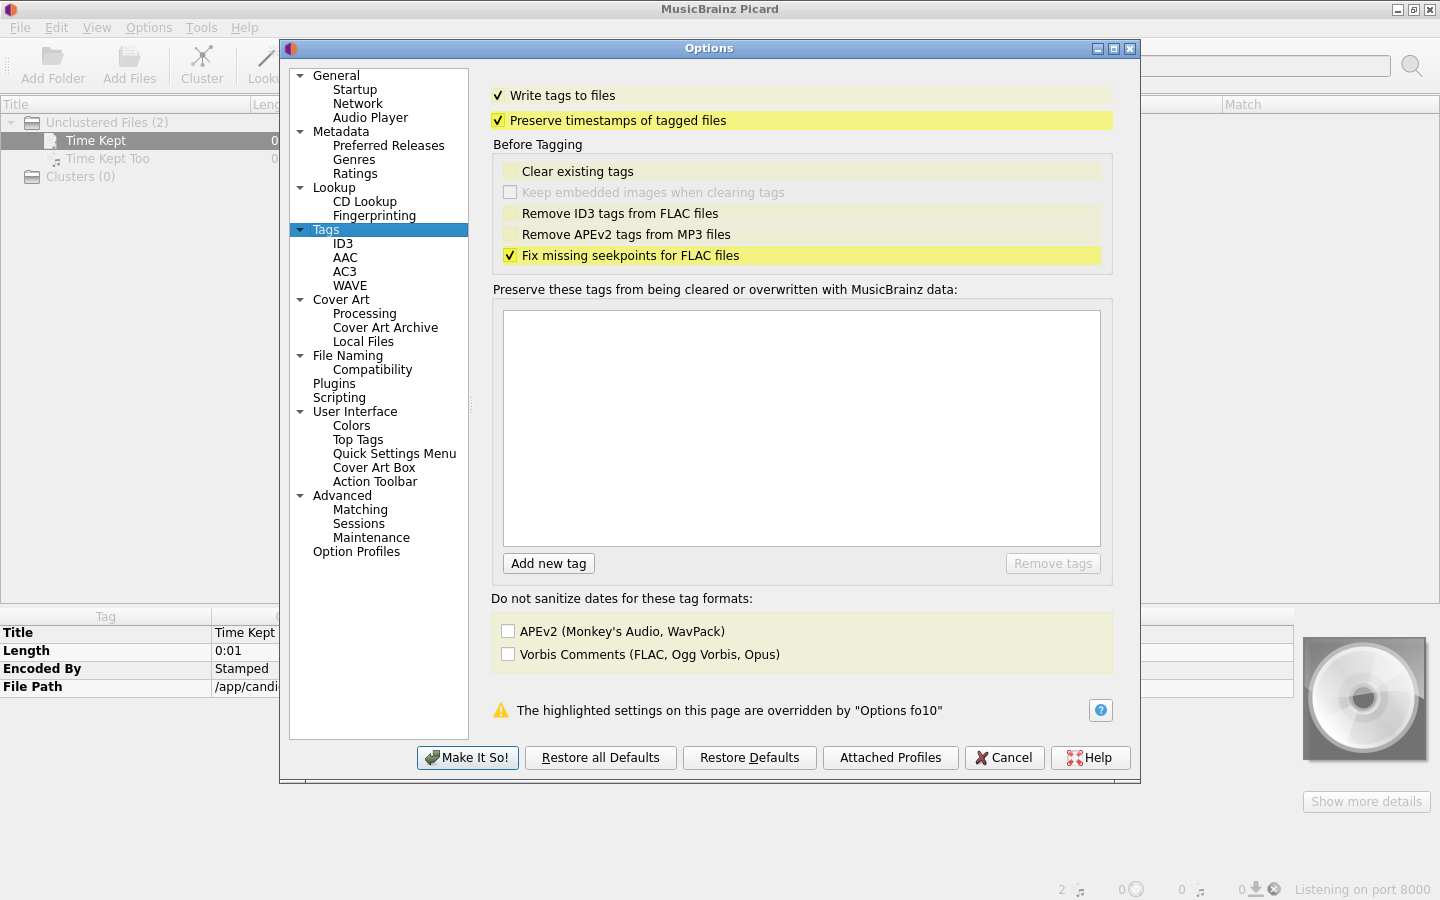 MusicBrainz Picard
File Edit View Options Tools Help
Add Folder Add Files Cluster
Title
Match
Unclustered Files (2)
Time Kept 0
Time Kept Too 0
Clusters (0)
Tag
Title Time Kept
Length 0:01
Encoded By Stamped
File Path
Options
General
Startup
Network
Audio Player
Metadata
Preferred Releases
Genres
Ratings
Lookup
CD Lookup
Fingerprinting
Tags
ID3
AAC
AC3
WAVE
Cover Art
Processing
Cover Art Archive
Local Files
File Naming
Compatibility
Plugins
Scripting
User Interface
Colors
Top Tags
Quick Settings Menu
Cover Art Box
Action Toolbar
Advanced
Matching
Sessions
Maintenance
Option Profiles
Write tags to files
Preserve timestamps of tagged files
Before Tagging
Clear existing tags
Keep embedded images when clearing tags
Remove ID3 tags from FLAC files
Remove APEv2 tags from MP3 files
Fix missing seekpoints for FLAC files
Preserve these tags from being cleared or overwritten with MusicBrainz data:
Add new tag Remove tags
Do not sanitize dates for these tag formats:
APEv2 (Monkey's Audio, WavPack)
Vorbis Comments (FLAC, Ogg Vorbis, Opus)
The highlighted settings on this page are overridden by "Options fo10"
Make It So! Restore all Defaults Restore Defaults Attached Profiles Cancel Help
Show more details
2 0 0 0 Listening on port 8000